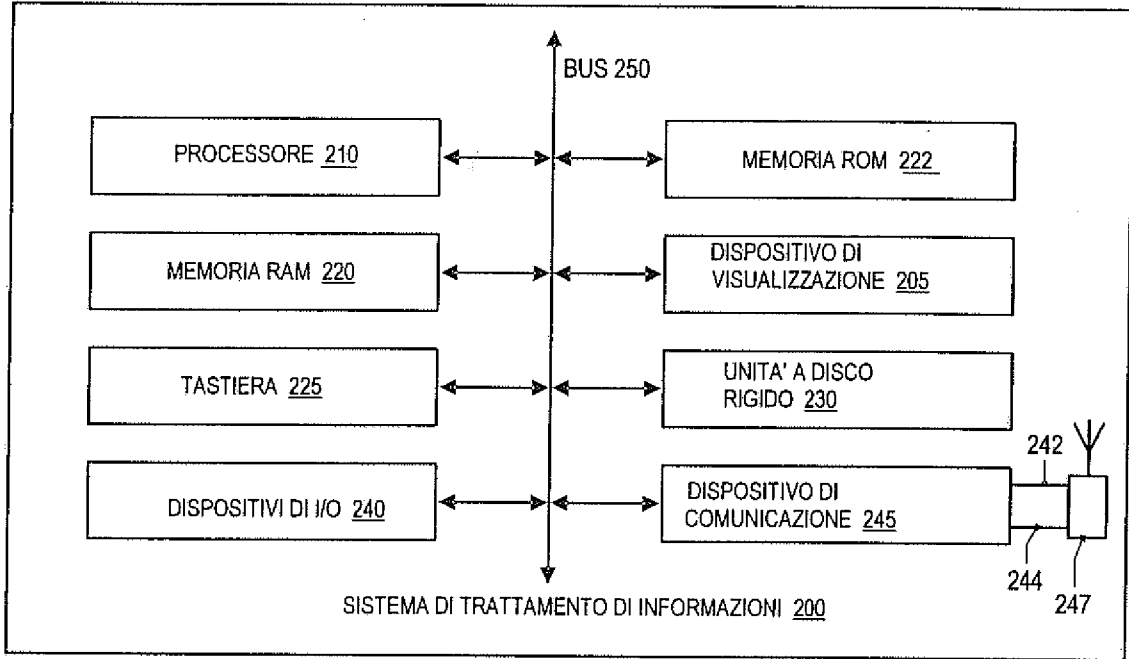 BUS 250
PROCESSORE 210
MEMORIA ROM 222
MEMORIA RAM 220
DISPOSITIVO DI
VISUALIZZAZIONE 205
TASTIERA 225
UNITA' A DISCO
RIGIDO 230
DISPOSITIVI DI I/O 240
DISPOSITIVO DI
COMUNICAZIONE 245
242
244
247
SISTEMA DI TRATTAMENTO DI INFORMAZIONI 200